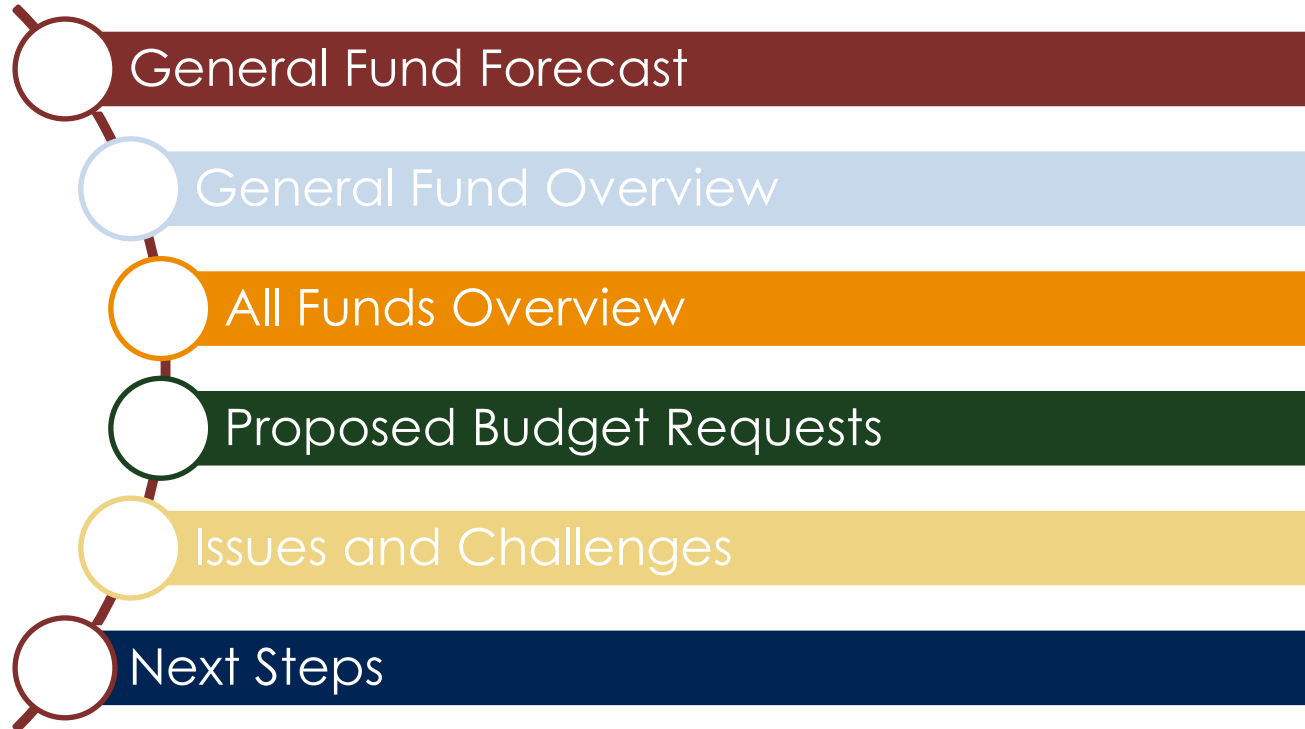 General Fund Forecast
General Fund Overview
All Funds Overview
Proposed Budget Requests
Issues and Challenges
Next Steps